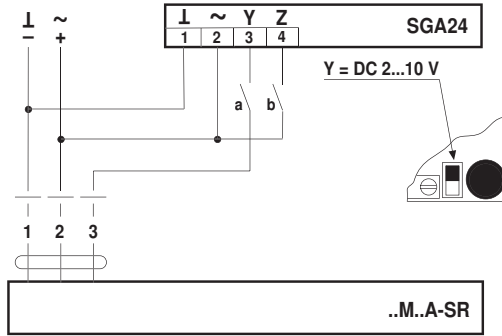 ⊥ ~
– +
⊥ ~ Y Z
1 2 3 4
SGA24
Y = DC 2...10 V
a b
1 2 3
..M..A-SR